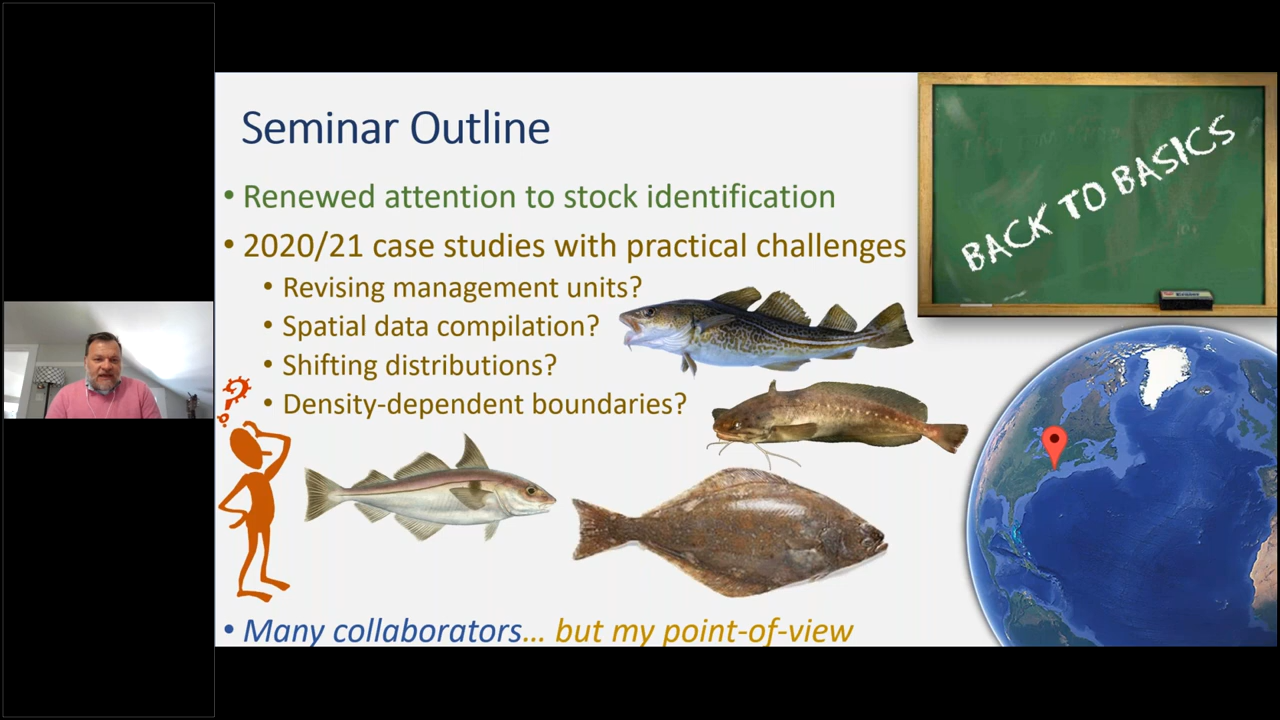 Seminar Outline
• Renewed attention to stock identification
• 2020/21 case studies with practical challenges
• Revising management units?
• Spatial data compilation?
• Shifting distributions?
• Density-dependent boundaries?
• Many collaborators... but my point-of-view
BACK TO BASICS